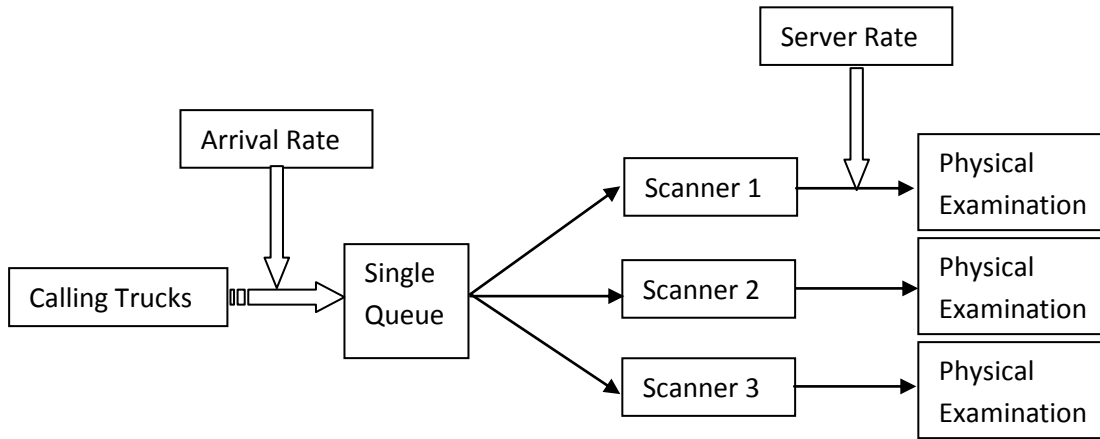 Server Rate
Arrival Rate
Calling Trucks
Single
Queue
Scanner 1
Physical
Examination
Scanner 2
Physical
Examination
Scanner 3
Physical
Examination